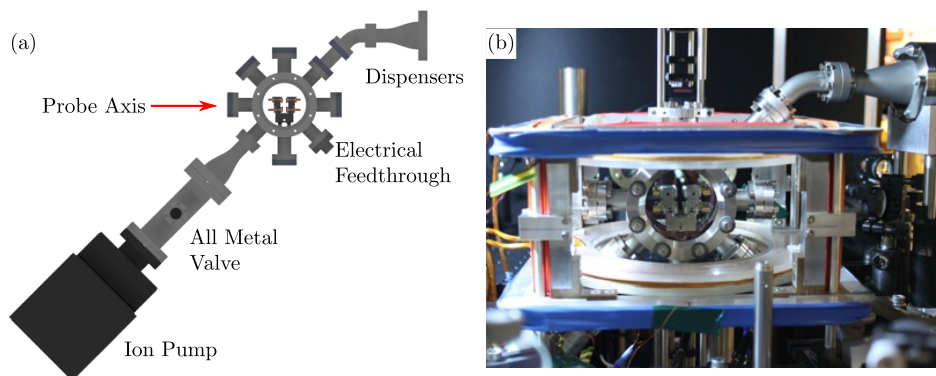 (a)
Dispensers
Probe Axis
Electrical
Feedthrough
All Metal
Valve
Ion Pump
(b)